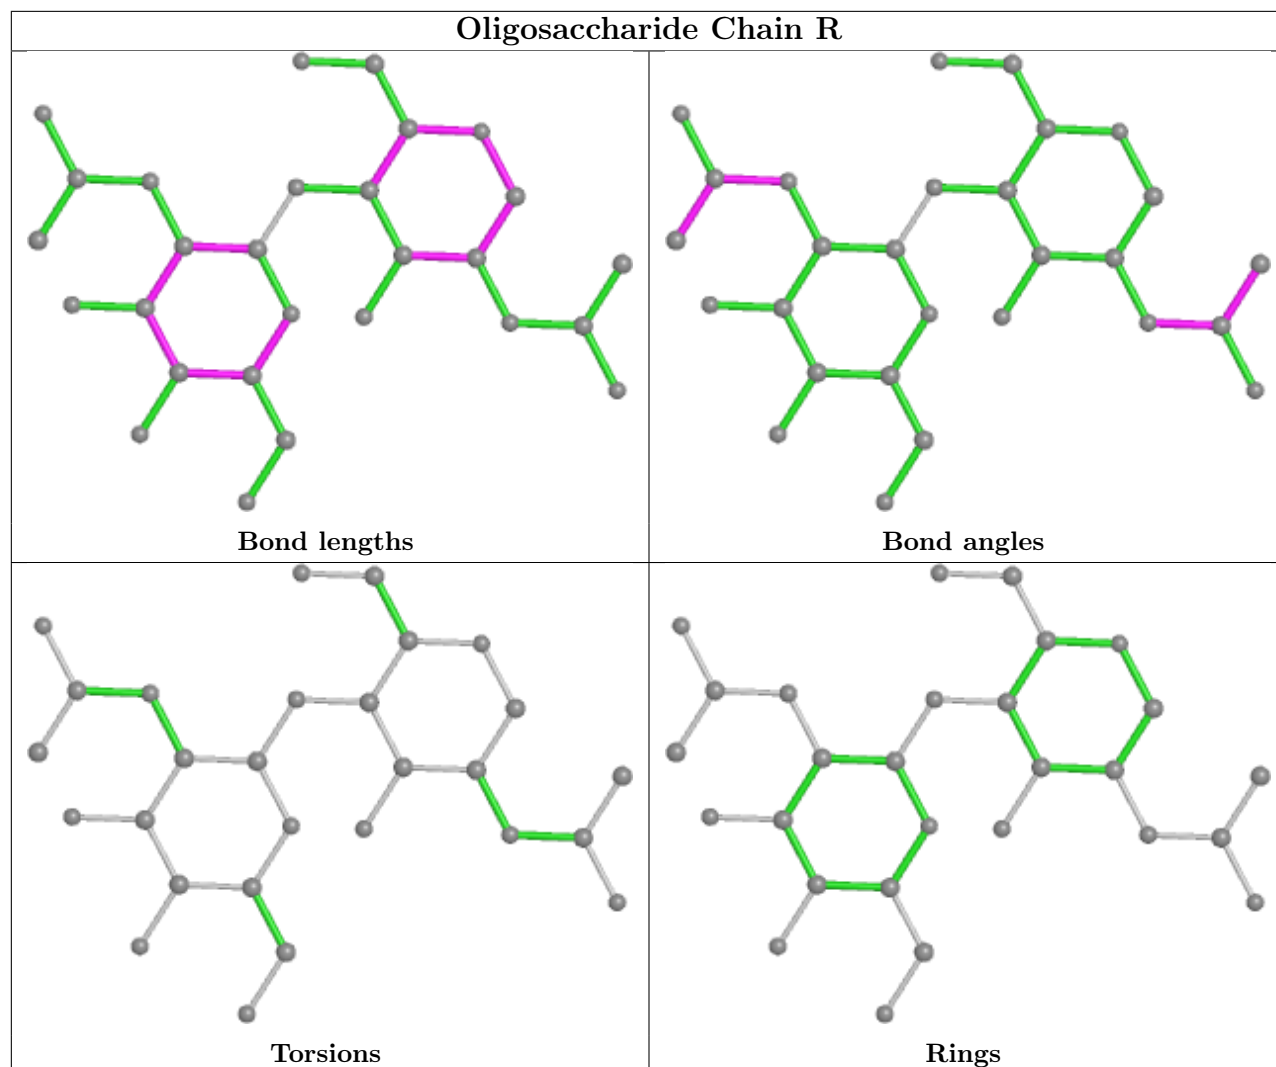 Oligosaccharide Chain R
Bond lengths
Bond angles
Torsions
Rings